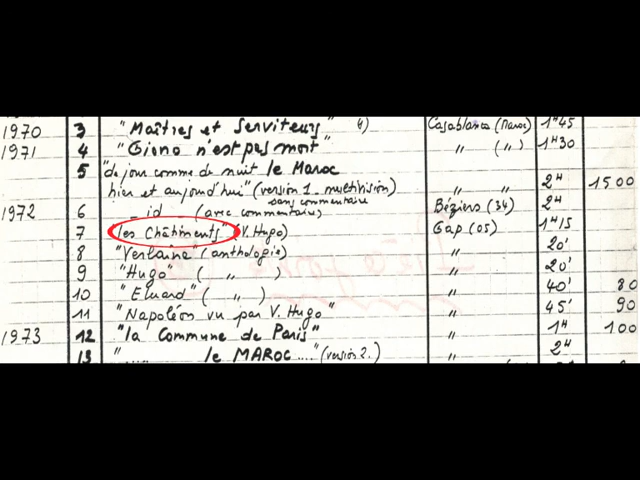 1970 3 "Maîtres et Serviteurs" 4) Casablanca (Maroc) 1H45
1971 4 "Giono n'est pas mort" " (") 1H30
5 "de jour comme de nuit le Maroc
hier et aujourd'hui" (version 1 - multivision) " " 2H 1500
sans commentaire
1972 6 _ id (avec commentaire) Béziers (34) 2H
7 "les Châtiments" (V. Hugo) Gap (05) 1H15
8 "Verlaine" (anthologie) " 20'
9 "Hugo" ( " ) " 20'
10 "Eluard" ( " ) " 40' 80
11 "Napoléon vu par V. Hugo" " 45' 90
1973 12 "la Commune de Paris" " 1H 100
13 " le MAROC ...." (version 2.) " 2H